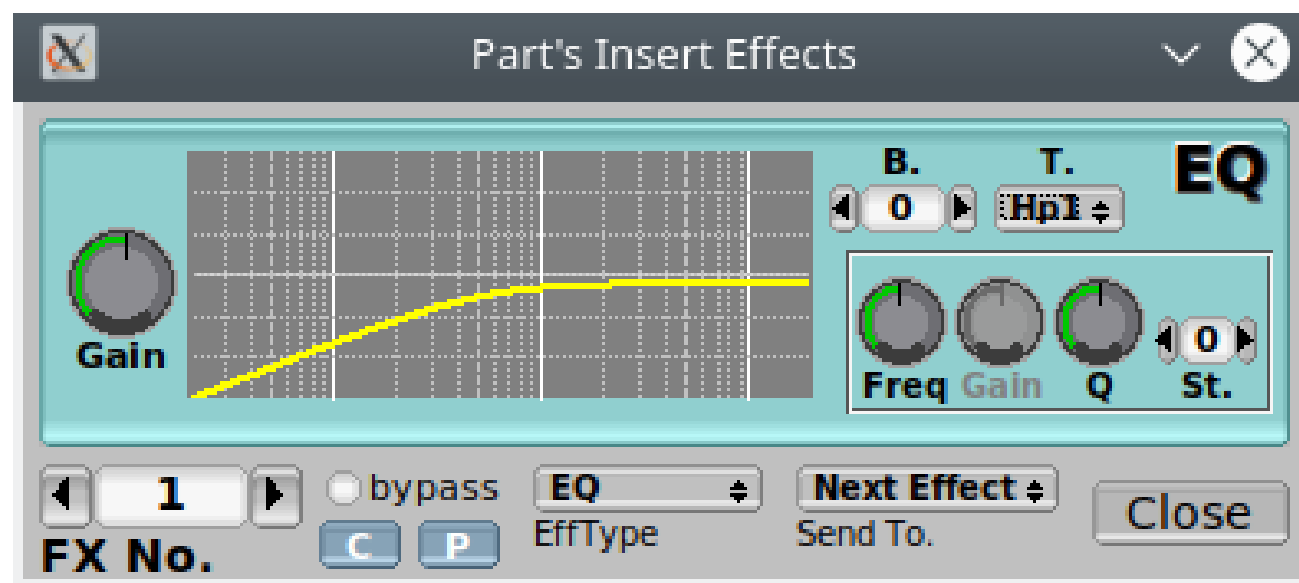 Part's Insert Effects
B. T. EQ
0 Hp1
Gain
Freq Gain Q St.
0
1 bypass EQ Next Effect Close
FX No. C P EffType Send To.